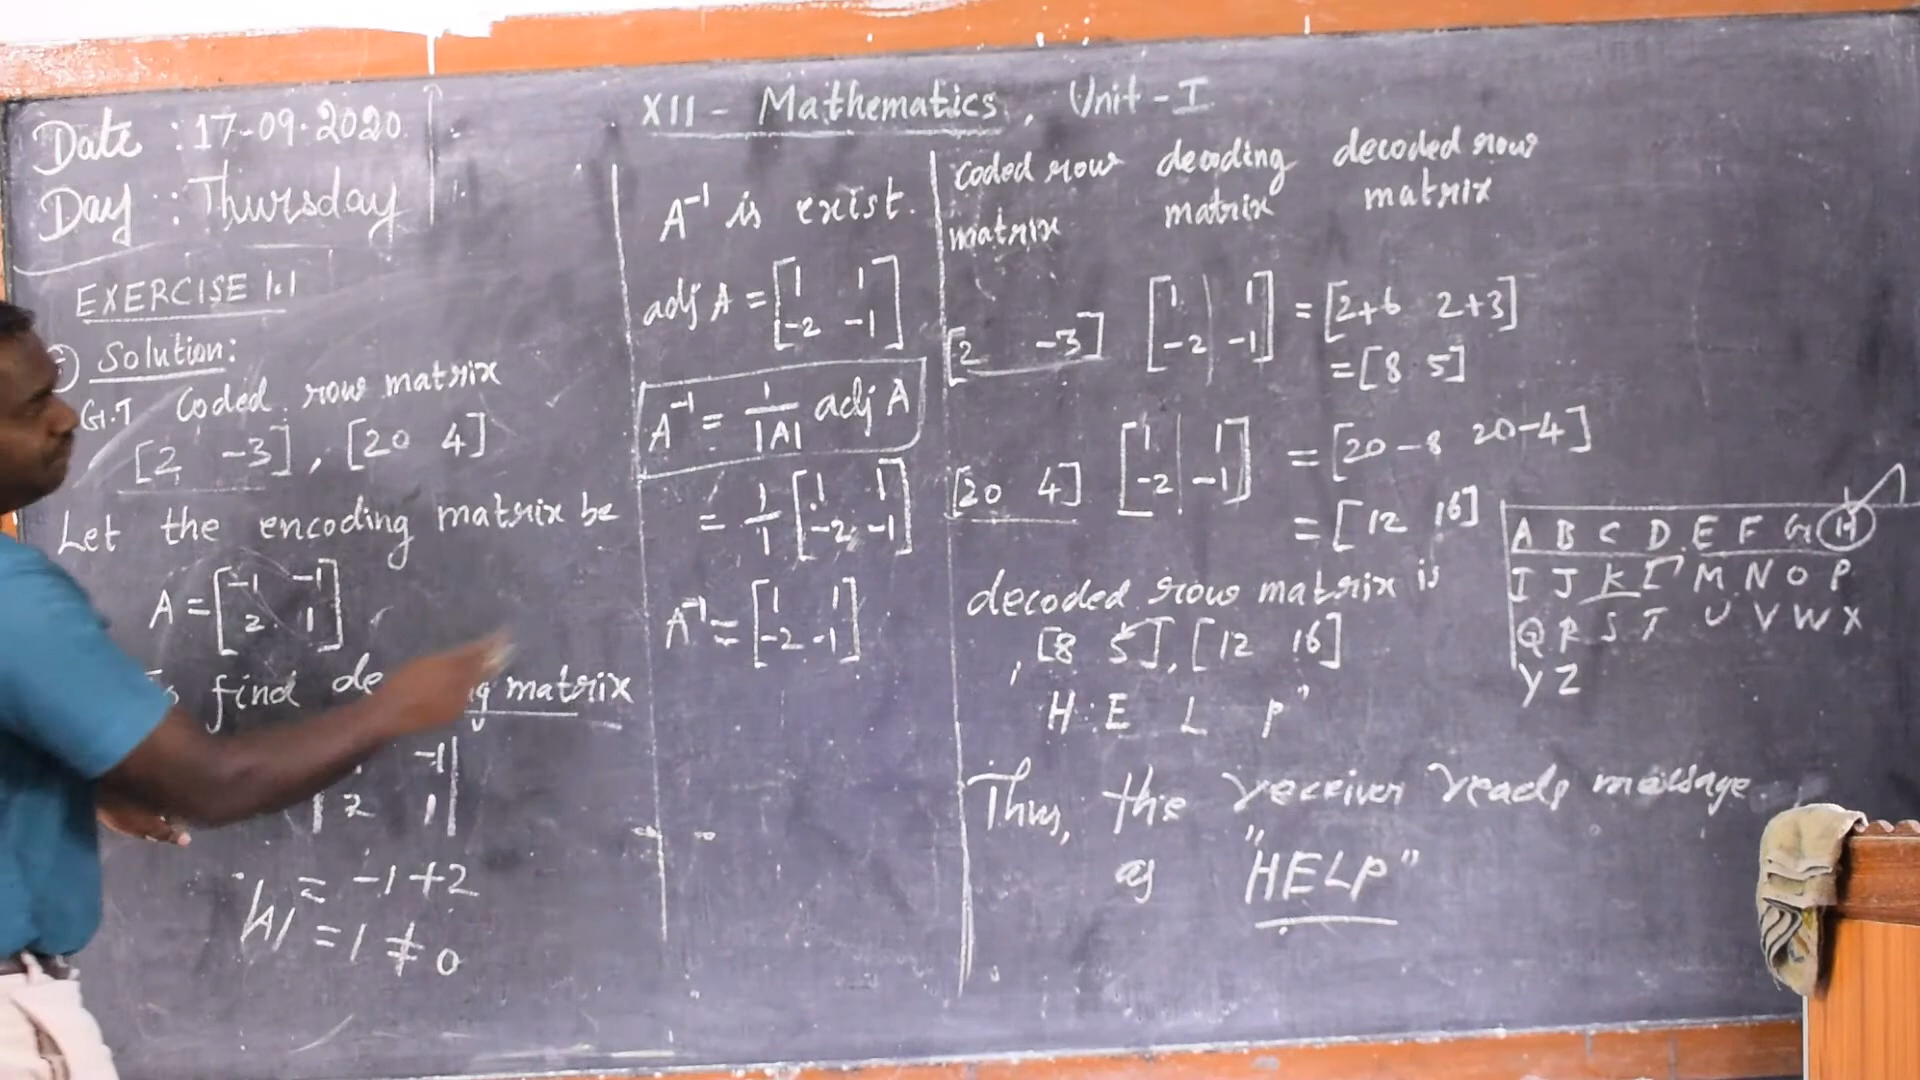 XII - Mathematics, Unit - I
Date : 17-09-2020
Day : Thursday
EXERCISE 1.1
Solution:
G.T Coded row matrix
[2 -3], [20 4]
Let the encoding matrix be
A = [-1 -1
2 1]
find de matrix
-1
2 1
|A| = -1+2
= 1 ≠ 0
A⁻¹ is exist.
adj A = [1 1
-2 -1]
A⁻¹ = 1/|A| adj A
= 1/1 [1 1
-2 -1]
A⁻¹ = [1 1
-2 -1]
coded row decoding decoded row
matrix matrix matrix
[2 -3] [1 1
-2 -1] = [2+6 2+3]
= [8 5]
[20 4] [1 1
-2 -1] = [20-8 20-4]
= [12 16]
decoded row matrix is
[8 5], [12 16]
H E L P"
Thus, the receiver reads message
as "HELP"
A B C D E F G H
I J K L M N O P
Q R S T U V W X
Y Z